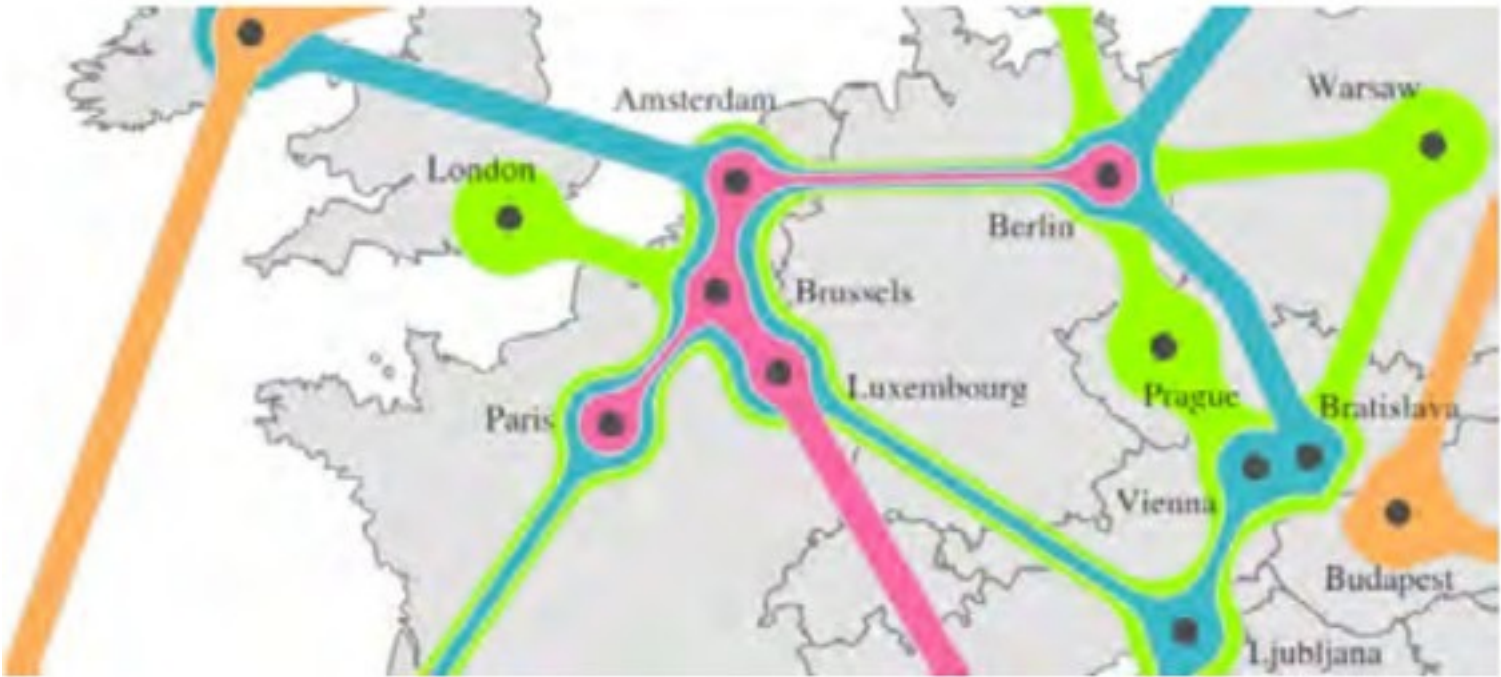 Warsaw
Amsterdam
London
Berlin
Brussels
Luxembourg
Prague
Bratislava
Paris
Vienna
Budapest
Ljubljana